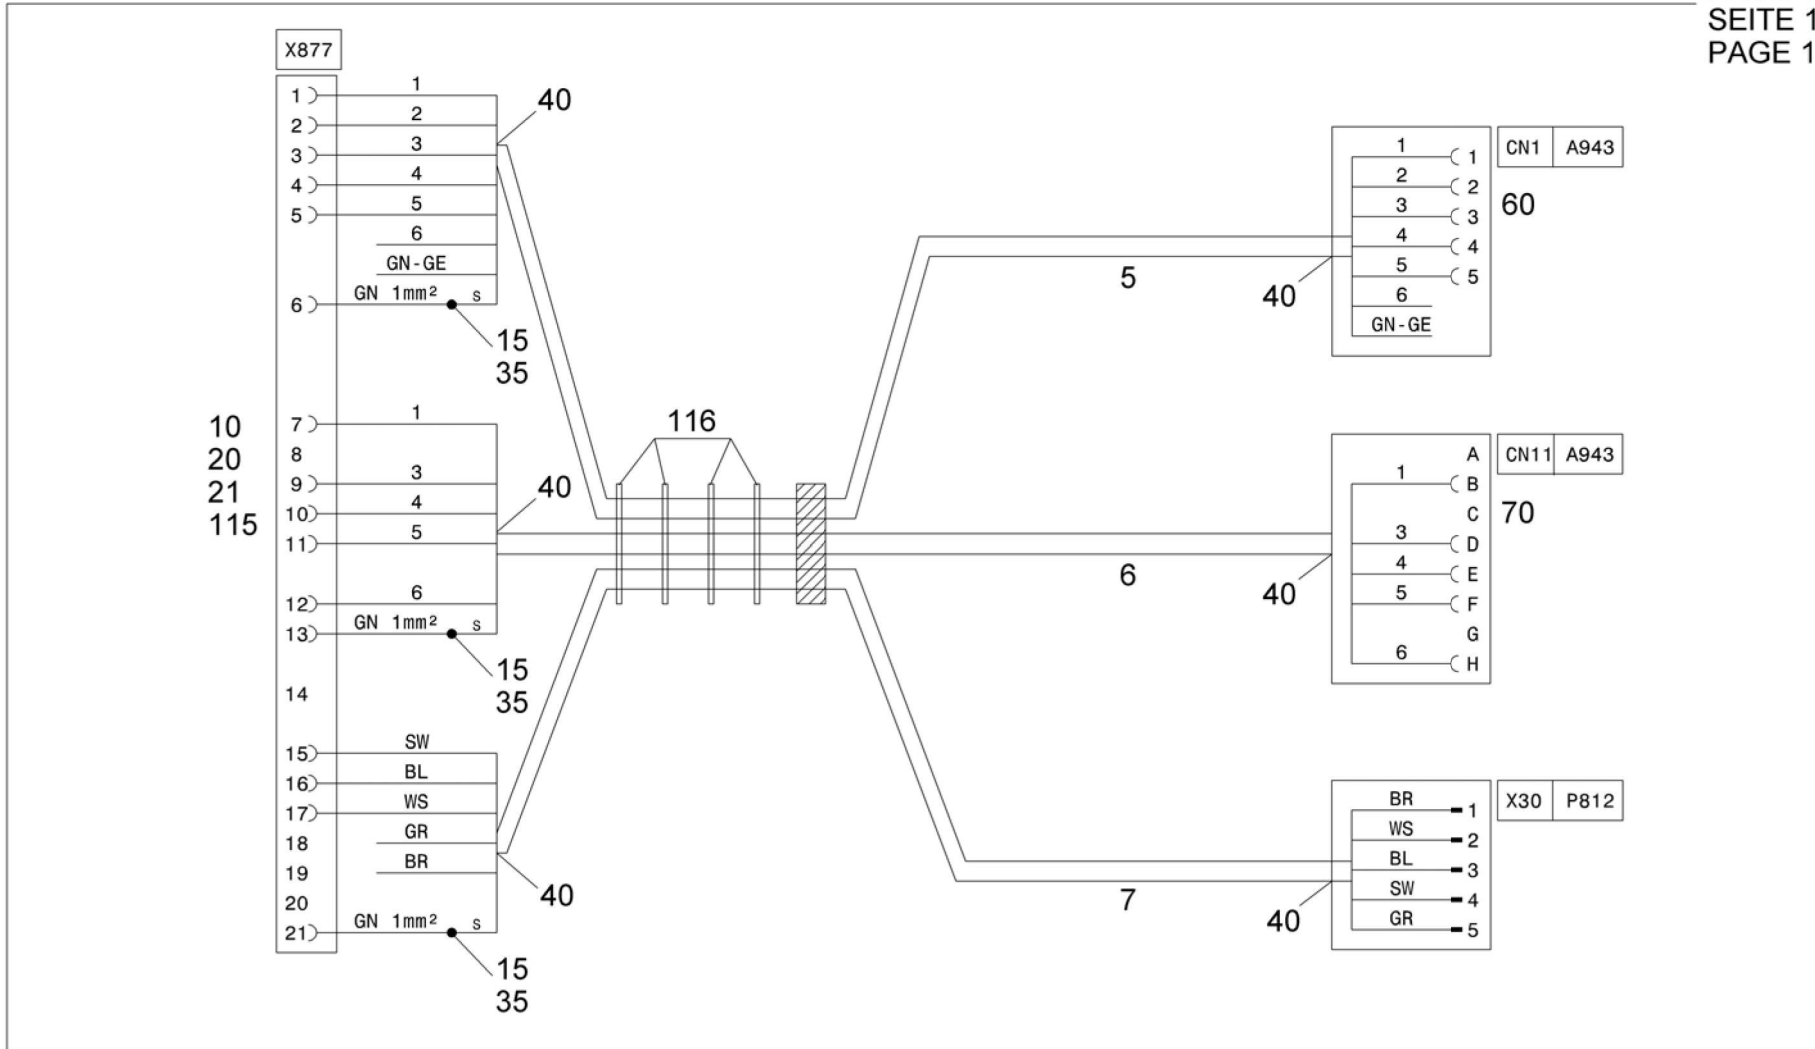 SEITE 1
PAGE 1
X877
1 1
2 2
3 3
4 4
5 5
6
GN-GE
6 GN 1mm² s
40
15
35
10
20
21
115
7 1
8
9 3
10 4
11 5
12 6
13 GN 1mm² s
40
15
35
14
15 SW
16 BL
17 WS
18 GR
19 BR
20
21 GN 1mm² s
40
15
35
116
5
6
7
CN1 A943
60
1 1
2 2
3 3
4 4
5 5
6
GN-GE
40
CN11 A943
70
A
1 B
C
3 D
4 E
5 F
G
6 H
40
X30 P812
BR 1
WS 2
BL 3
SW 4
GR 5
40